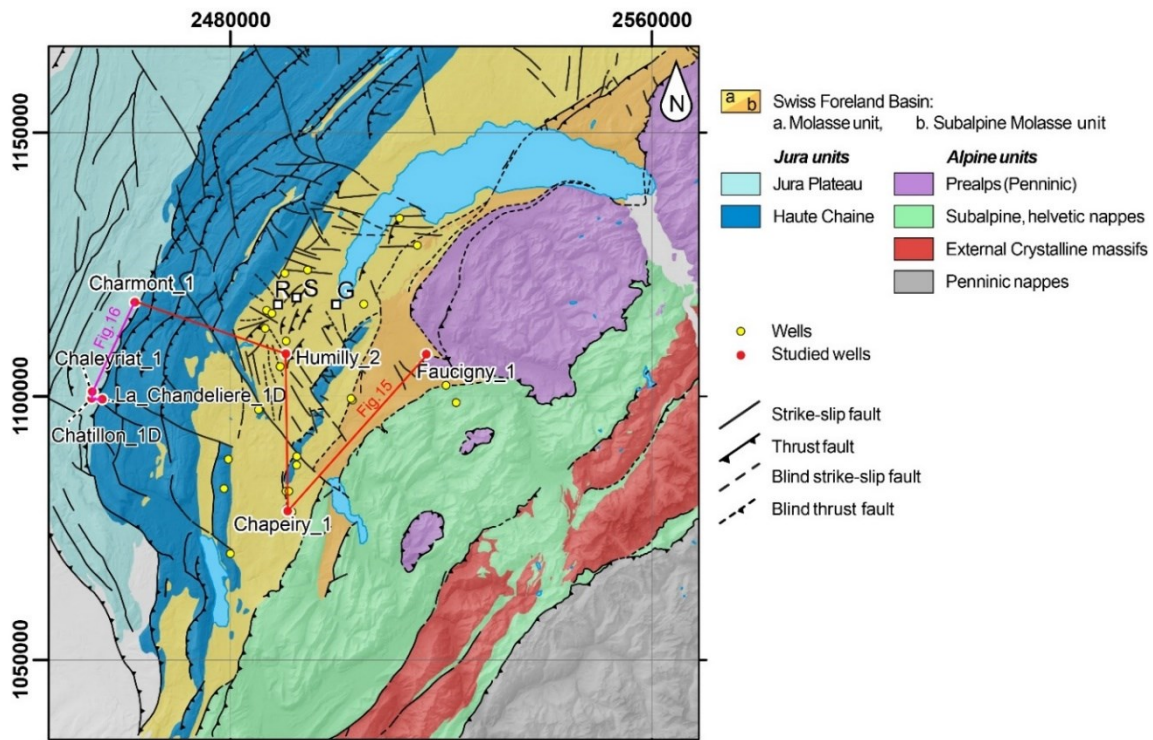 2480000
2560000
1150000
1100000
1050000
N
R
S
G
Charmont_1
Fig.16
Chaleyriat_1
Humilly_2
Faucigny_1
La_Chandeliere_1D
Fig.15
Chatillon_1D
Chapeiry_1
a
b
Swiss Foreland Basin:
a. Molasse unit, b. Subalpine Molasse unit
Jura units
Alpine units
Jura Plateau
Prealps (Penninic)
Haute Chaine
Subalpine, helvetic nappes
External Crystalline massifs
Penninic nappes
Wells
Studied wells
Strike-slip fault
Thrust fault
Blind strike-slip fault
Blind thrust fault